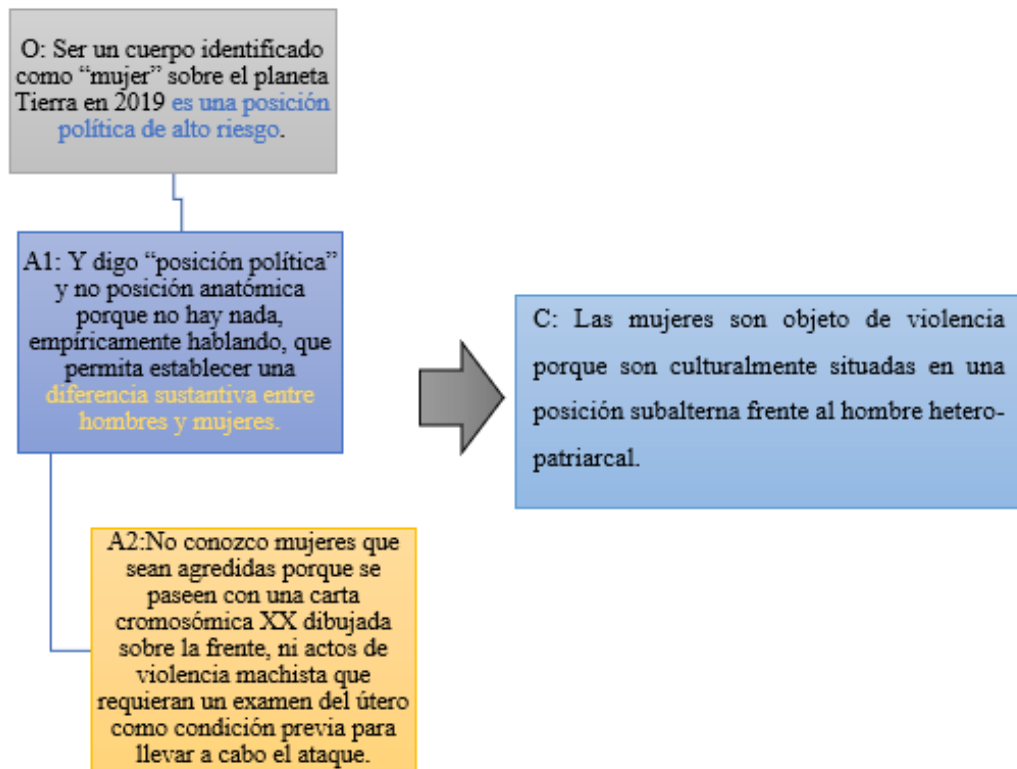 O: Ser un cuerpo identificado
como “mujer” sobre el planeta
Tierra en 2019 es una posición
política de alto riesgo.
A1: Y digo “posición política”
y no posición anatómica
porque no hay nada,
empíricamente hablando, que
permita establecer una
diferencia sustantiva entre
hombres y mujeres.
A2:No conozco mujeres que
sean agredidas porque se
paseen con una carta
cromosómica XX dibujada
sobre la frente, ni actos de
violencia machista que
requieran un examen del útero
como condición previa para
llevar a cabo el ataque.
C: Las mujeres son objeto de violencia
porque son culturalmente situadas en una
posición subalterna frente al hombre hetero-
patriarcal.